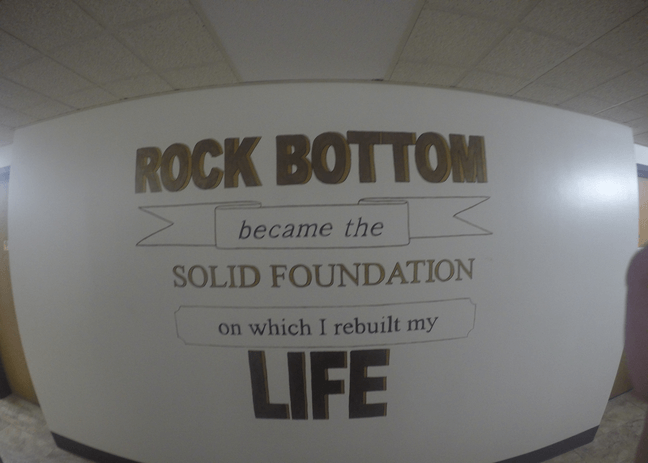 ROCK BOTTOM
became the
SOLID FOUNDATION
on which I rebuilt my
LIFE